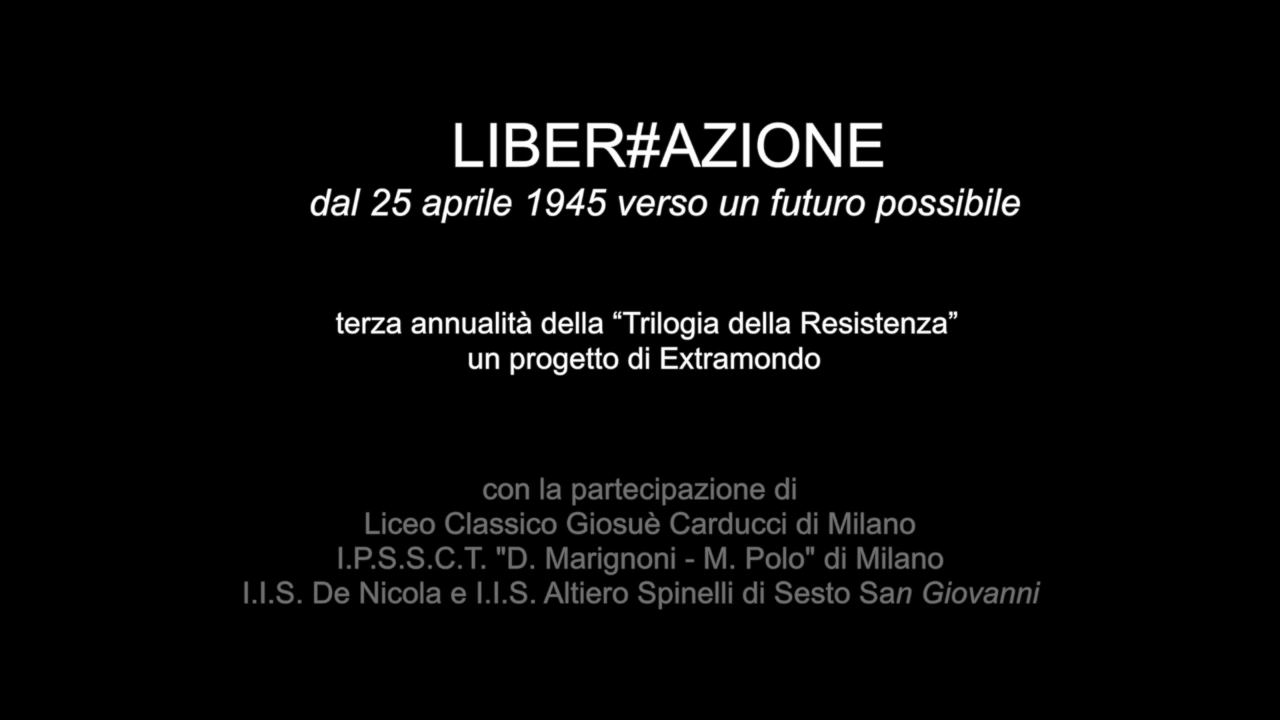 LIBER#AZIONE
dal 25 aprile 1945 verso un futuro possibile
terza annualità della “Trilogia della Resistenza”
un progetto di Extramondo
con la partecipazione di
Liceo Classico Giosuè Carducci di Milano
I.P.S.S.C.T. "D. Marignoni - M. Polo" di Milano
I.I.S. De Nicola e I.I.S. Altiero Spinelli di Sesto San Giovanni